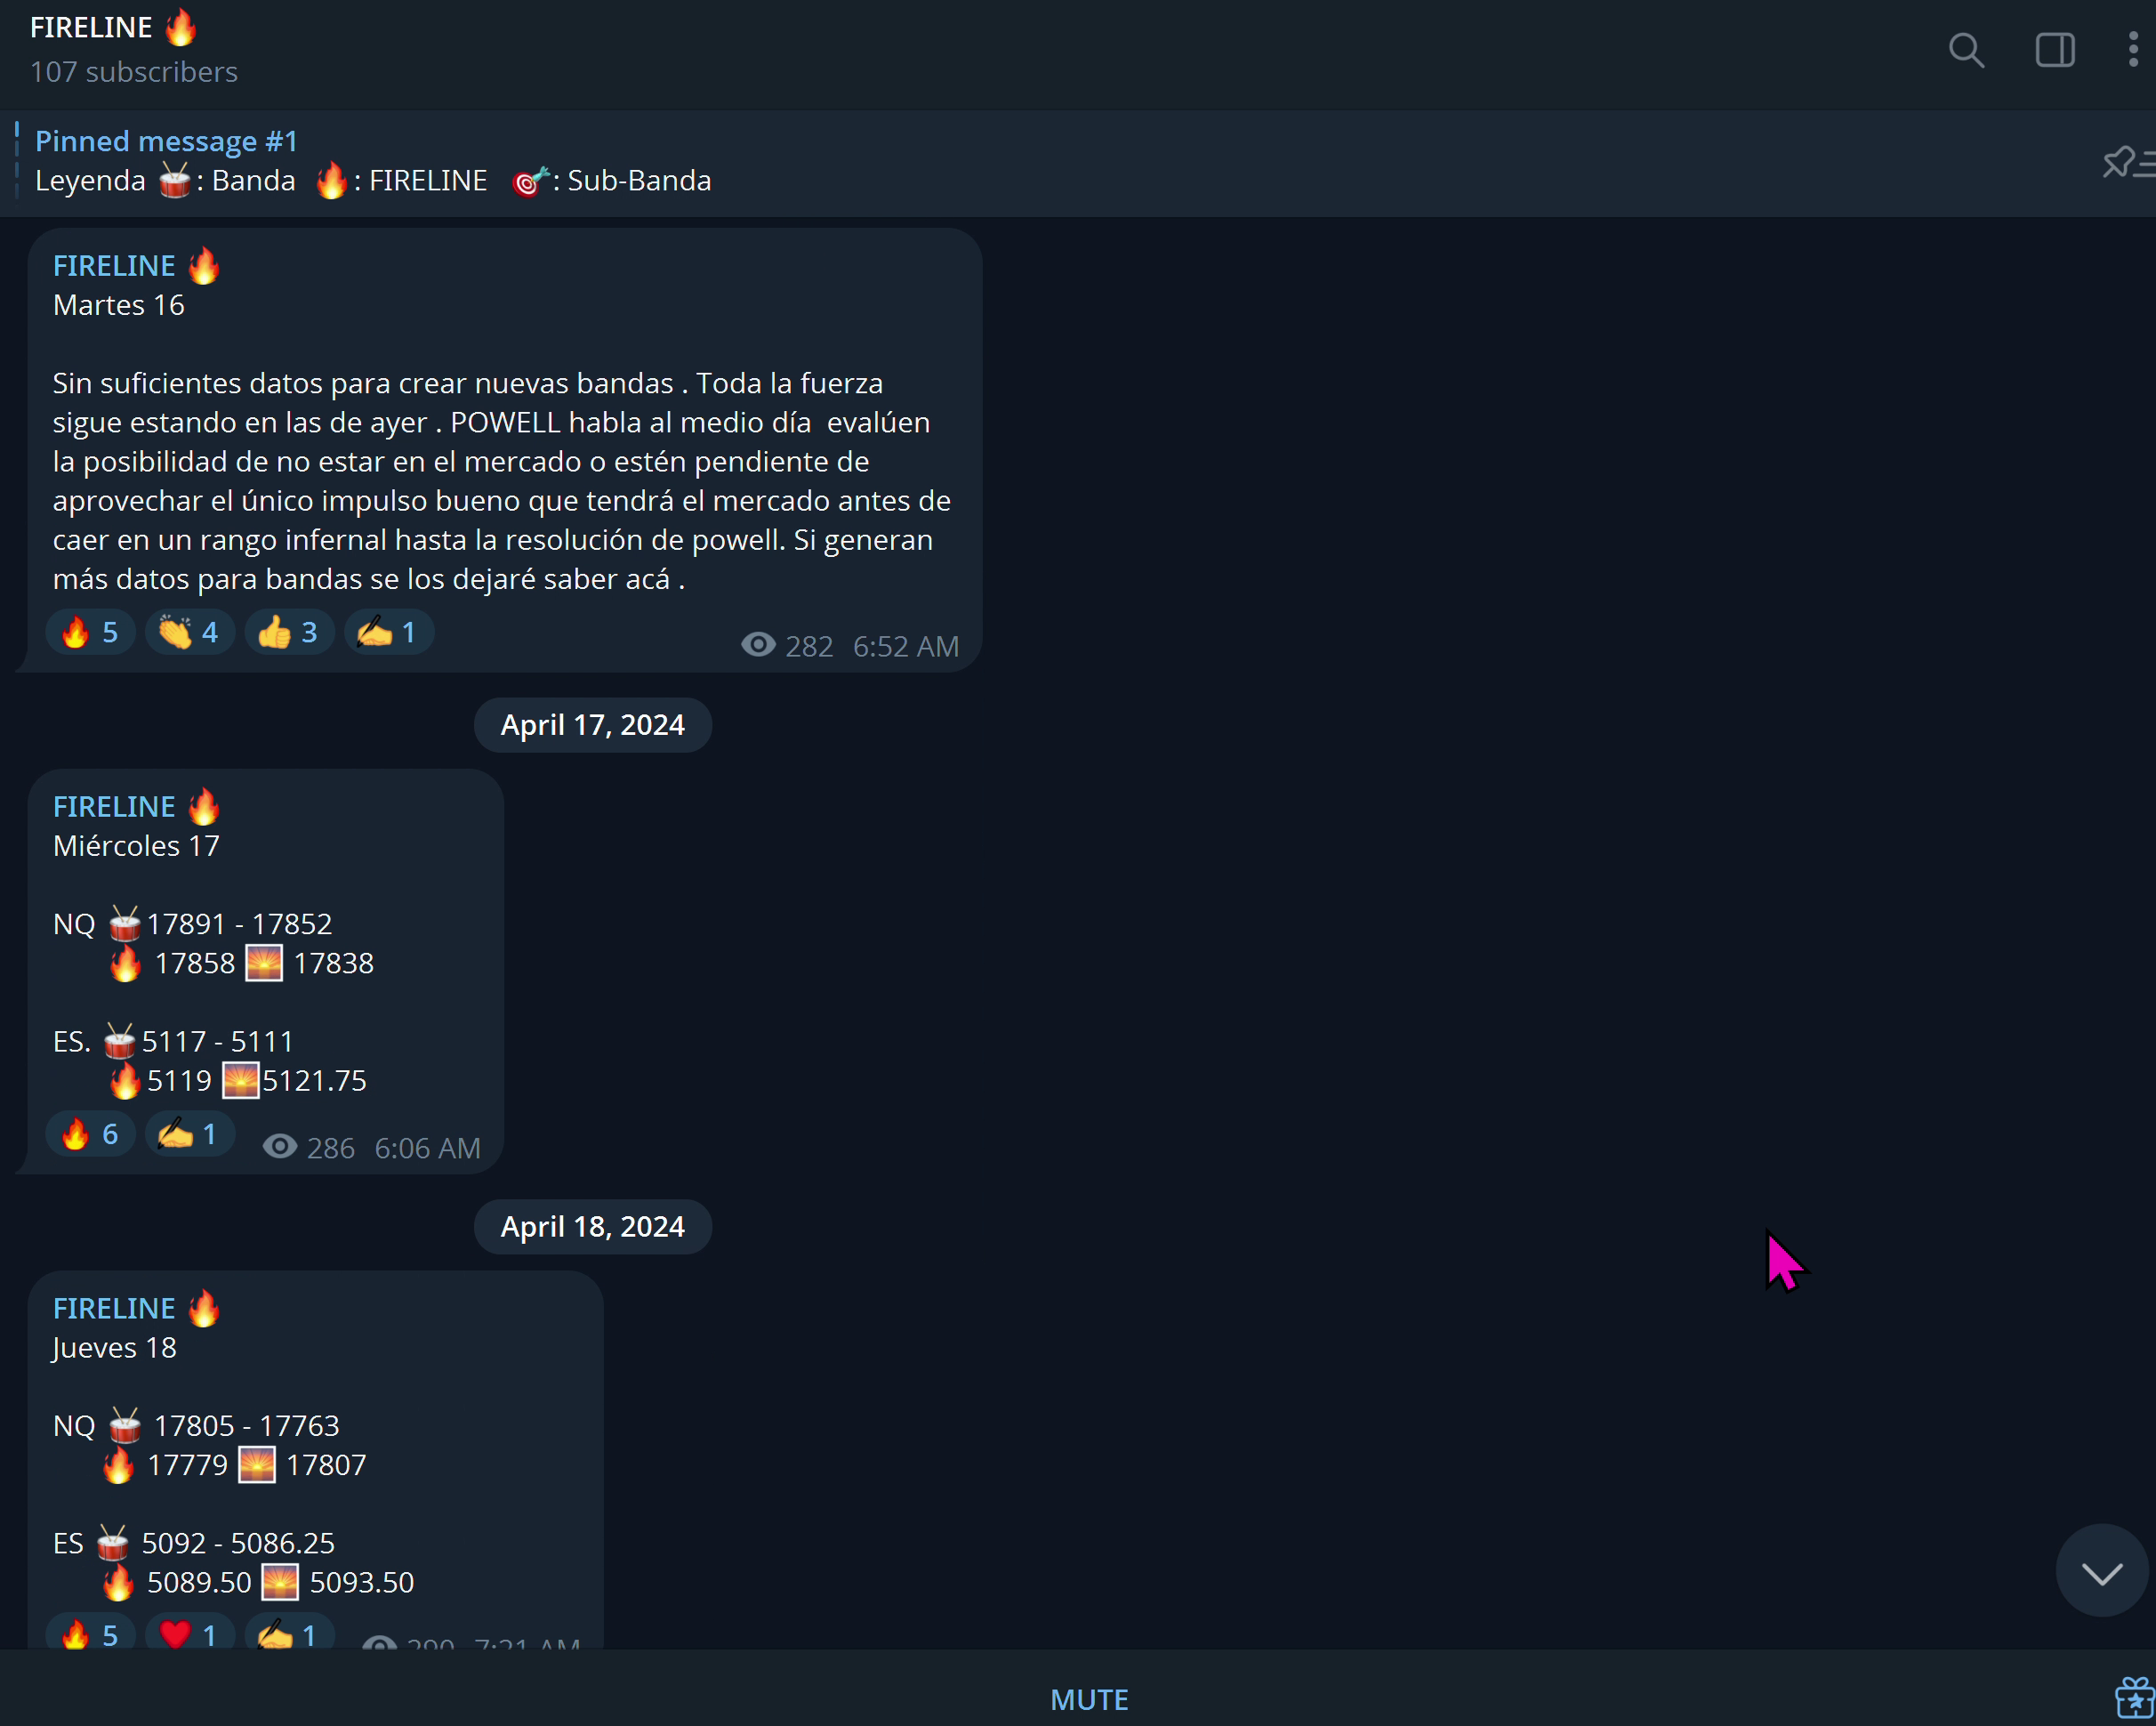 FIRELINE 🔥
107 subscribers
Pinned message #1
Leyenda 🥁: Banda 🔥: FIRELINE 🎯: Sub-Banda
FIRELINE 🔥
Martes 16
Sin suficientes datos para crear nuevas bandas . Toda la fuerza
sigue estando en las de ayer . POWELL habla al medio día  evalúen
la posibilidad de no estar en el mercado o estén pendiente de
aprovechar el único impulso bueno que tendrá el mercado antes de
caer en un rango infernal hasta la resolución de powell. Si generan
más datos para bandas se los dejaré saber acá .
🔥 5 👏 4 👍 3 ✍ 1 282 6:52 AM
April 17, 2024
FIRELINE 🔥
Miércoles 17
NQ 🥁17891 - 17852
🔥 17858 🌅 17838
ES. 🥁5117 - 5111
🔥5119 🌅5121.75
🔥 6 ✍ 1 286 6:06 AM
April 18, 2024
FIRELINE 🔥
Jueves 18
NQ 🥁 17805 - 17763
🔥 17779 🌅 17807
ES 🥁 5092 - 5086.25
🔥 5089.50 🌅 5093.50
🔥 5 ❤ 1 ✍ 1 290 7:21 AM
MUTE